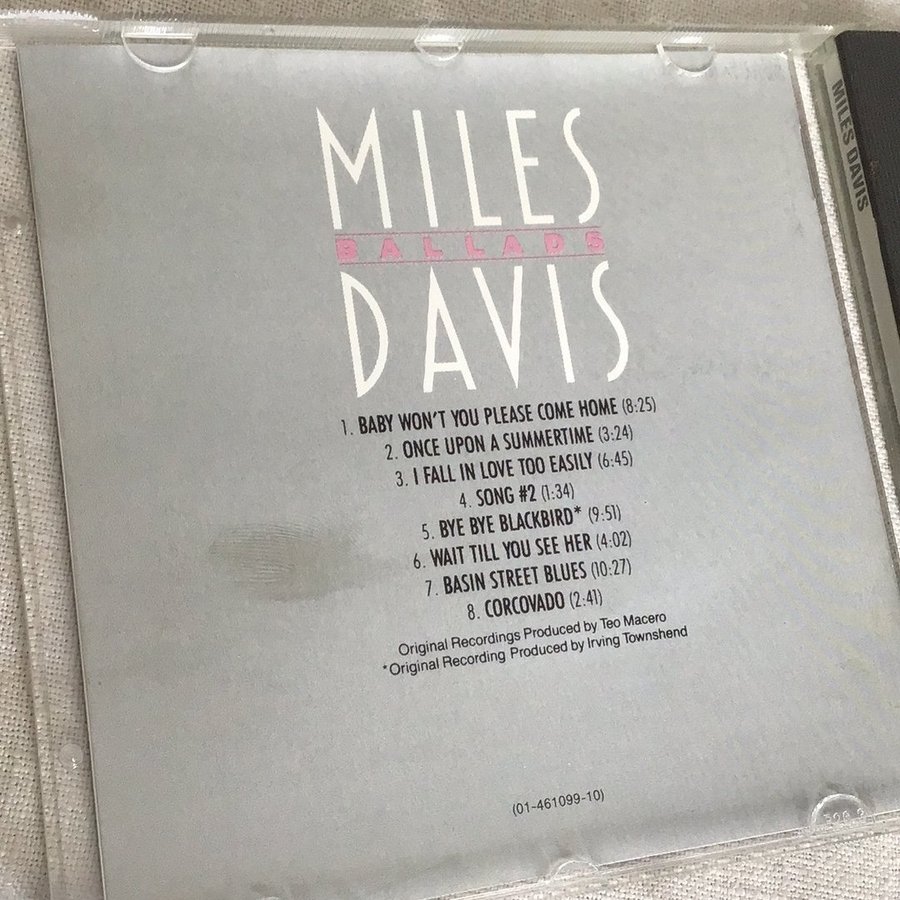 MILES
BALLADS
DAVIS
1. BABY WON'T YOU PLEASE COME HOME (8:25)
2. ONCE UPON A SUMMERTIME (3:24)
3. I FALL IN LOVE TOO EASILY (6:45)
4. SONG #2 (1:34)
5. BYE BYE BLACKBIRD* (9:51)
6. WAIT TILL YOU SEE HER (4:02)
7. BASIN STREET BLUES (10:27)
8. CORCOVADO (2:41)
Original Recordings Produced by Teo Macero
*Original Recording Produced by Irving Townshend
(01-461099-10)
MILES DAVIS